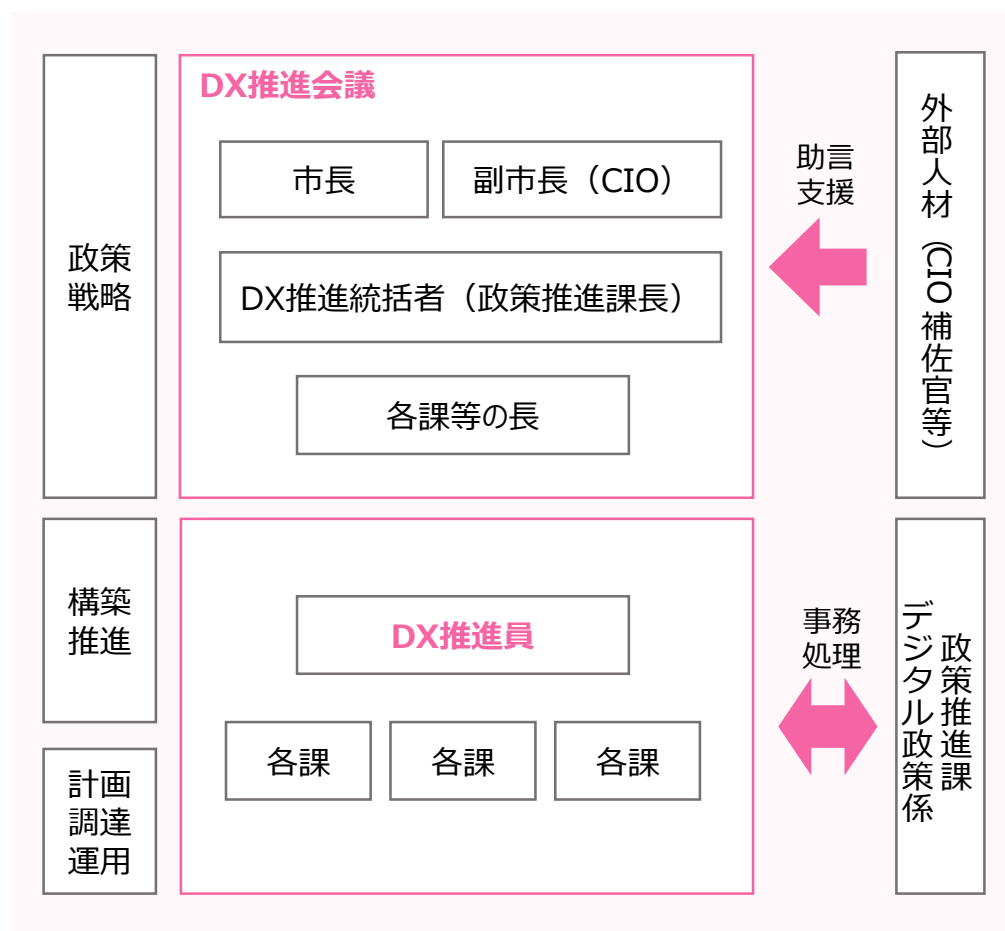 政策
戦略
DX推進会議
市長
副市長（CIO）
DX推進統括者（政策推進課長）
各課等の長
助言
支援
外部人材（CIO補佐官等）
構築
推進
計画
調達
運用
DX推進員
各課
各課
各課
事務
処理
政策推進課
デジタル政策係